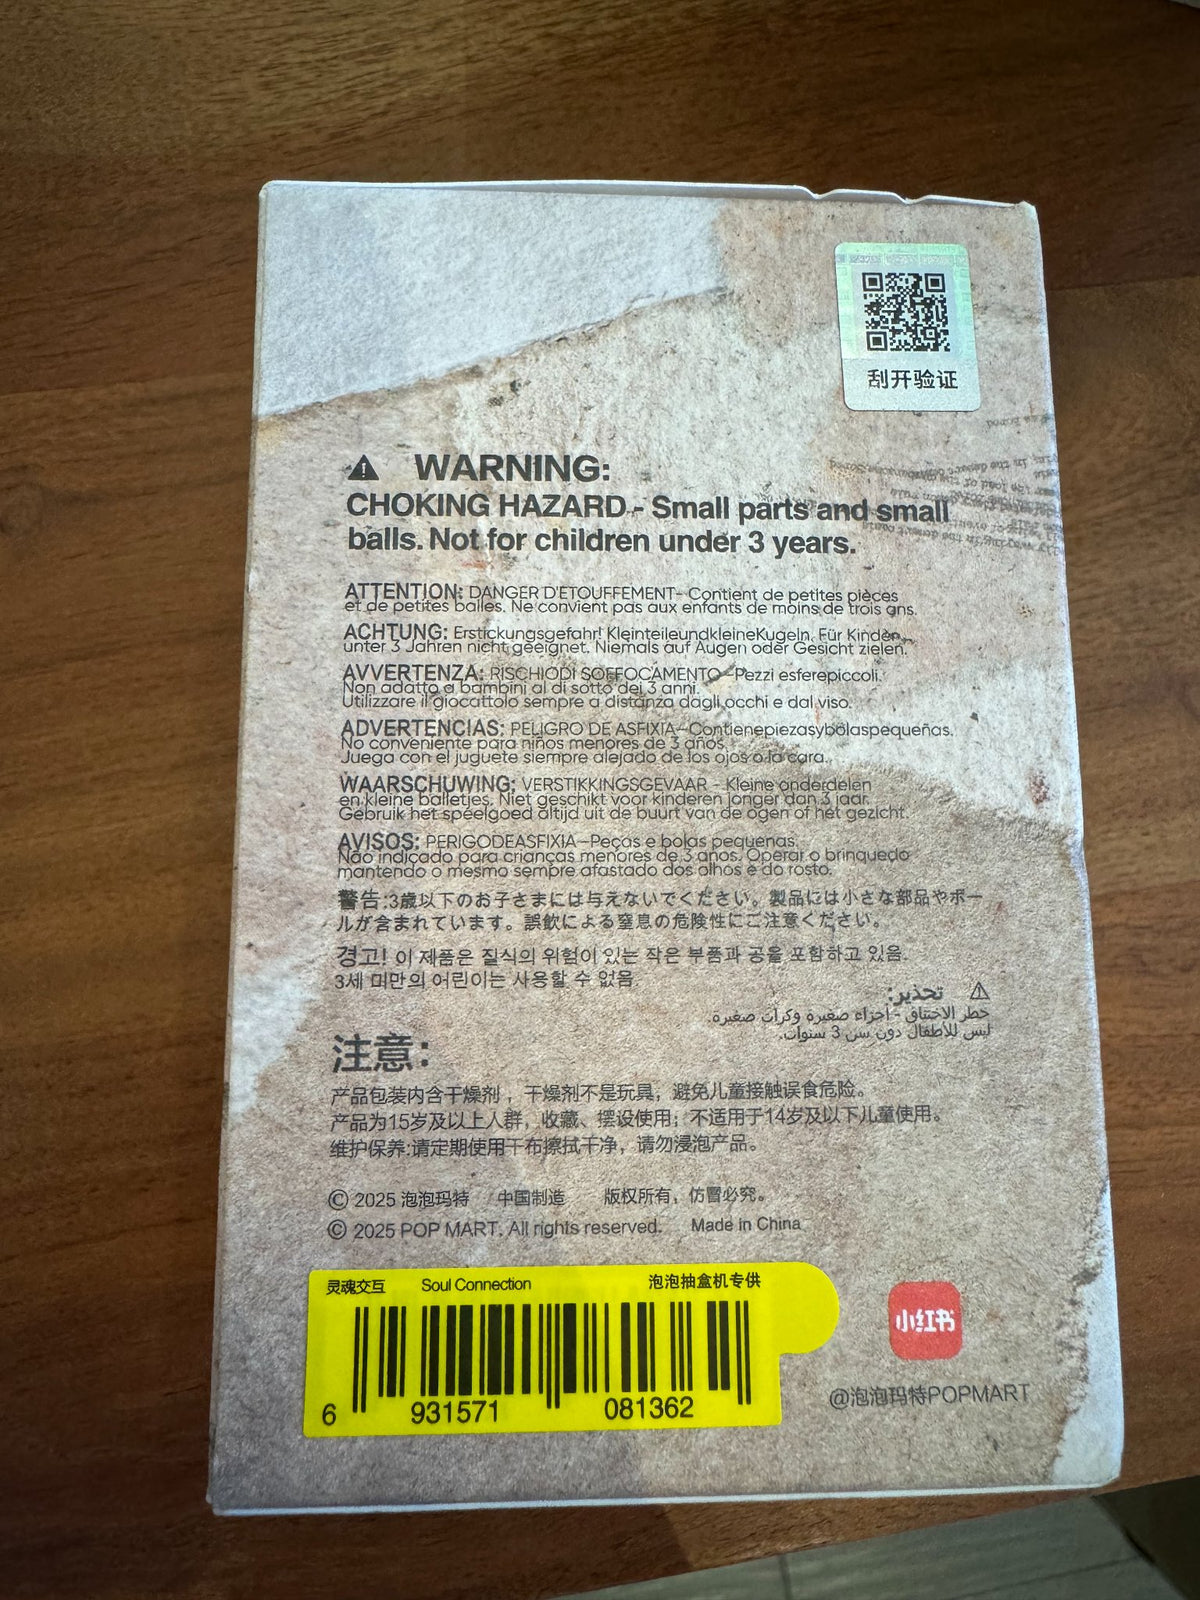 刮开验证
⚠ WARNING:
CHOKING HAZARD - Small parts and small
balls. Not for children under 3 years.
ATTENTION: DANGER D'ETOUFFEMENT- Contient de petites pièces
et de petites balles. Ne convient pas aux enfants de moins de trois ans.
ACHTUNG: Erstickungsgefahr! KleinteileundkleineKugeln. Für Kinder
unter 3 Jahren nicht geeignet. Niemals auf Augen oder Gesicht zielen.
AVVERTENZA: RISCHIODI SOFFOCAMENTO-Pezzi esferepiccoli.
Non adatto a bambini al di sotto dei 3 anni.
Utilizzare il giocattolo sempre a distanza dagli occhi e dal viso.
ADVERTENCIAS: PELIGRO DE ASFIXIA-Contienepiezasybolaspequeñas.
No conveniente para niños menores de 3 años.
Juega con el juguete siempre alejado de los ojos o la cara.
WAARSCHUWING: VERSTIKKINGSGEVAAR - Kleine onderdelen
en kleine balletjes. Niet geschikt voor kinderen jonger dan 3 jaar.
Gebruik het speelgoed altijd uit de buurt van de ogen of het gezicht.
AVISOS: PERIGODEASFIXIA-Peças e bolas pequenas.
Não indicado para crianças menores de 3 anos. Operar o brinquedo
mantendo o mesmo sempre afastado dos olhos e do rosto.
警告:3歳以下のお子さまには与えないでください。製品には小さな部品やボー
ルが含まれています。誤飲による窒息の危険性にご注意ください。
경고! 이 제품은 질식의 위험이 있는 작은 부품과 공을 포함하고 있음.
3세 미만의 어린이는 사용할 수 없음.
⚠ تحذير:
خطر الاختناق - أجزاء صغيرة وكرات صغيرة.
ليس للأطفال دون سن 3 سنوات.
注意：
产品包装内含干燥剂，干燥剂不是玩具，避免儿童接触误食危险。
产品为15岁及以上人群，收藏、摆设使用；不适用于14岁及以下儿童使用。
维护保养:请定期使用干布擦拭干净，请勿浸泡产品。
© 2025 泡泡玛特 中国制造 版权所有，仿冒必究。
© 2025 POP MART. All rights reserved. Made in China
灵魂交互 Soul Connection 泡泡抽盒机专供
6 931571 081362
小红书
@泡泡玛特POPMART